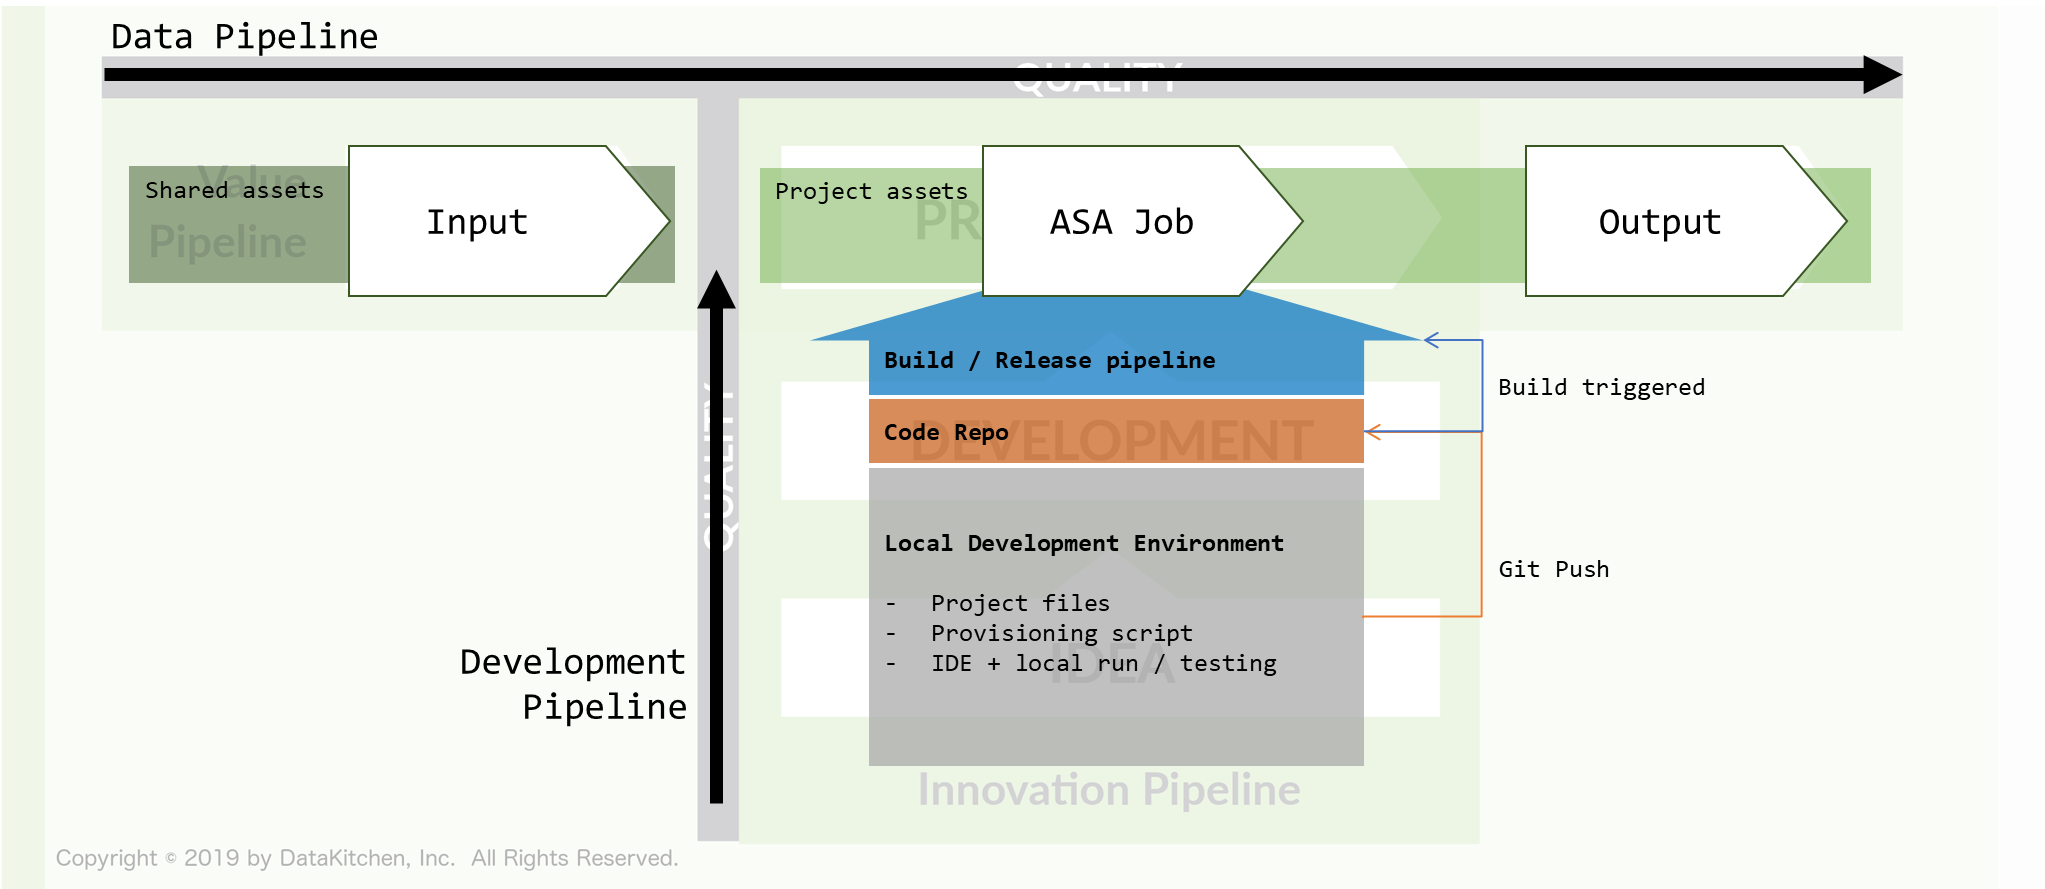 Data Pipeline
QUALITY
Value
Shared assets
Pipeline
Input
Project assets
PR
ASA Job
Output
Build / Release pipeline
Build triggered
Code Repo
DEVELOPMENT
QUALITY
Local Development Environment
Git Push
- Project files
- Provisioning script
- IDE + local run / testing
IDEA
Development
Pipeline
Innovation Pipeline
Copyright © 2019 by DataKitchen, Inc. All Rights Reserved.